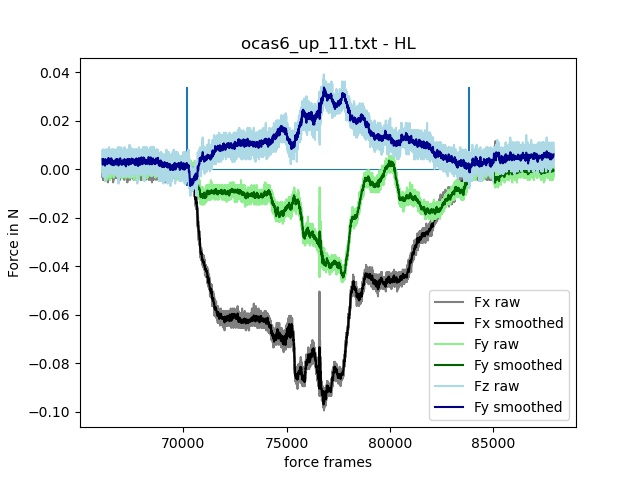 ocas6_up_11.txt - HL
0.04
0.02
0.00
−0.02
−0.04
−0.06
−0.08
−0.10
Force in N
70000
75000
80000
85000
force frames
Fx raw
Fx smoothed
Fy raw
Fy smoothed
Fz raw
Fy smoothed